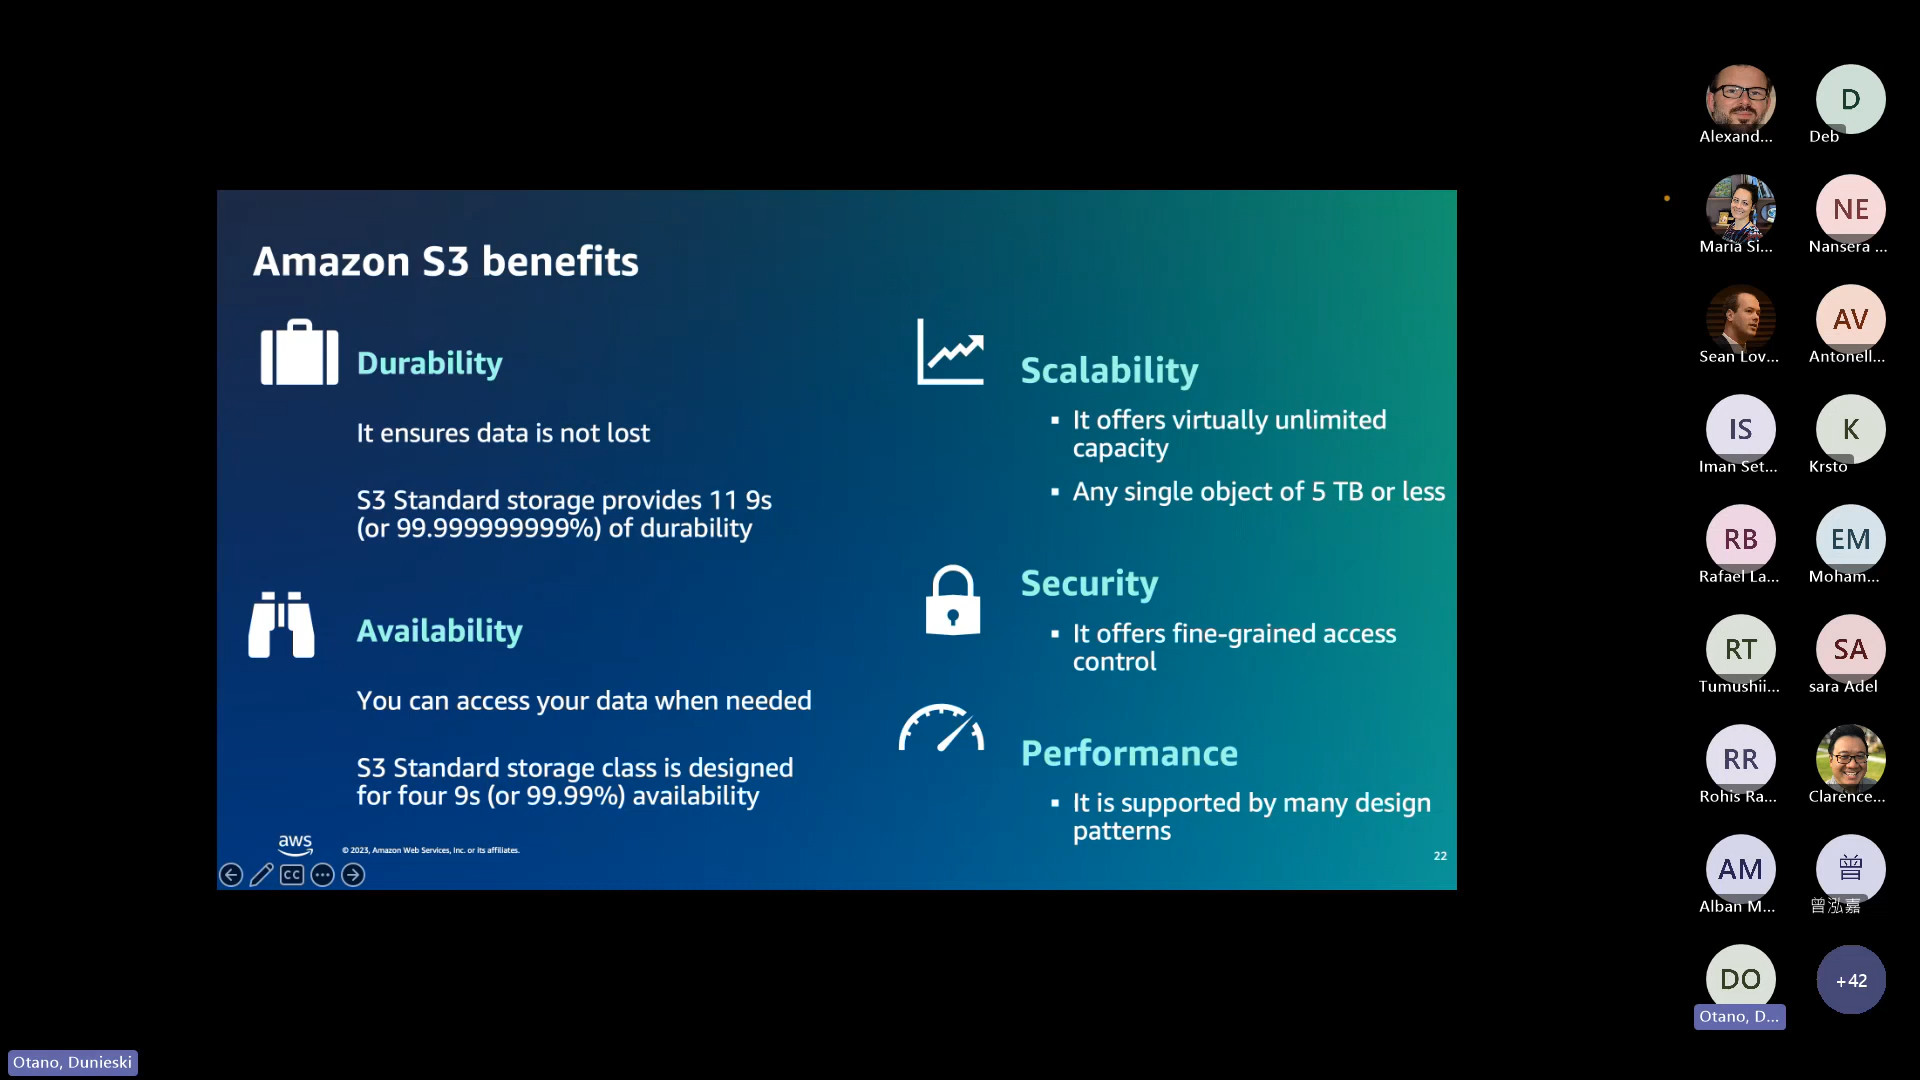 Amazon S3 benefits
Durability
It ensures data is not lost
S3 Standard storage provides 11 9s
(or 99.999999999%) of durability
Availability
You can access your data when needed
S3 Standard storage class is designed
for four 9s (or 99.99%) availability
Scalability
▪ It offers virtually unlimited
capacity
▪ Any single object of 5 TB or less
Security
▪ It offers fine-grained access
control
Performance
▪ It is supported by many design
patterns
aws
© 2023, Amazon Web Services, Inc. or its affiliates.
22
CC
Alexand...
D
Deb
Maria Si...
NE
Nansera ...
Sean Lov...
AV
Antonell...
IS
Iman Set...
K
Krsto
RB
Rafael La...
EM
Moham...
RT
Tumushii...
SA
sara Adel
RR
Rohis Ra...
Clarence...
AM
Alban M...
曾
曾泓嘉
DO
Otano, D...
+42
Otano, Dunieski